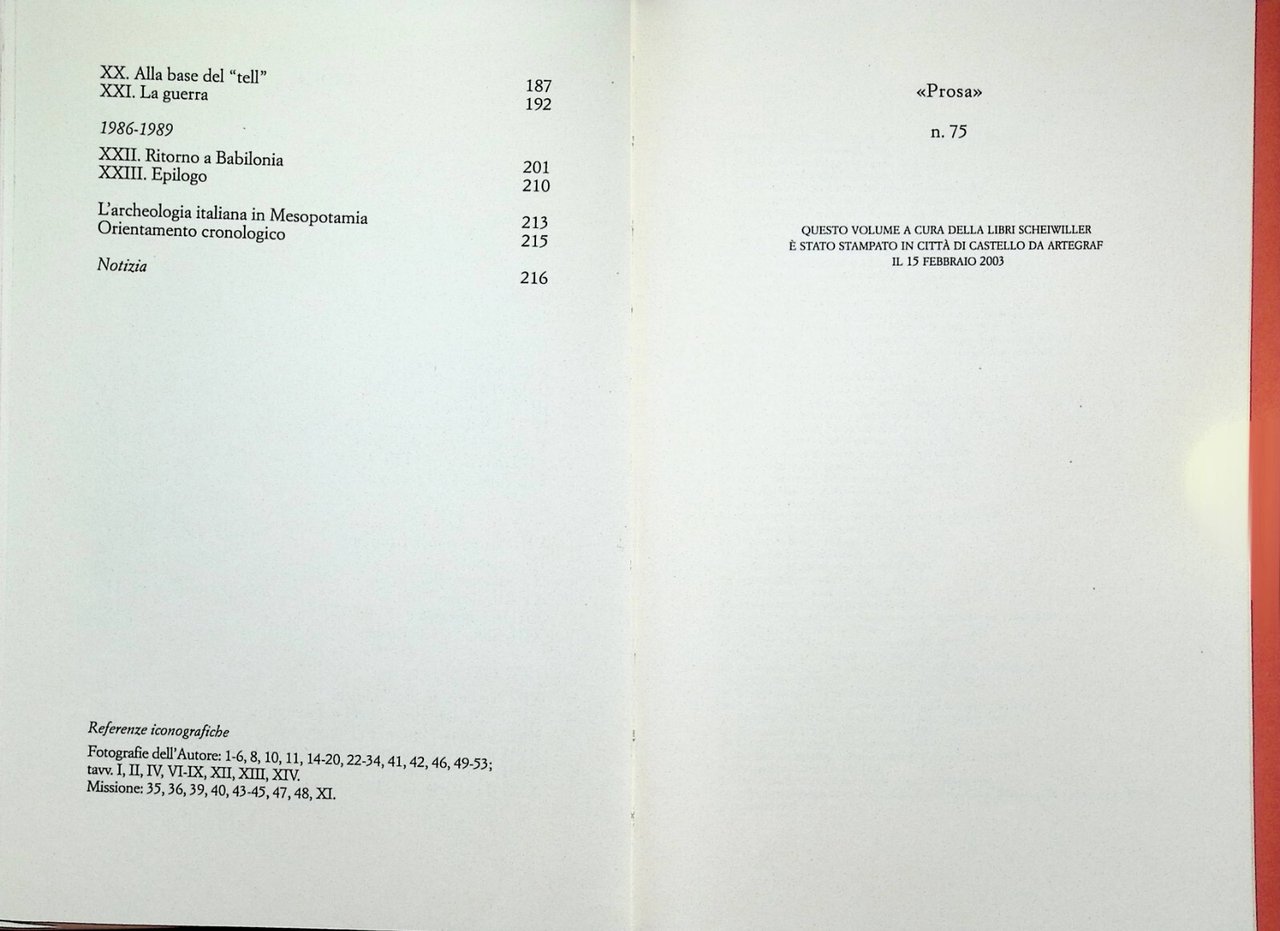 XX. Alla base del “tell” 187
XXI. La guerra 192
1986-1989
XXII. Ritorno a Babilonia 201
XXIII. Epilogo 210
L’archeologia italiana in Mesopotamia 213
Orientamento cronologico 215
Notizia 216
Referenze iconografiche
Fotografie dell’Autore: 1-6, 8, 10, 11, 14-20, 22-34, 41, 42, 46, 49-53;
tavv. I, II, IV, VI-IX, XII, XIII, XIV.
Missione: 35, 36, 39, 40, 43-45, 47, 48, XI.
«Prosa»
n. 75
QUESTO VOLUME A CURA DELLA LIBRI SCHEIWILLER
È STATO STAMPATO IN CITTÀ DI CASTELLO DA ARTEGRAF
IL 15 FEBBRAIO 2003